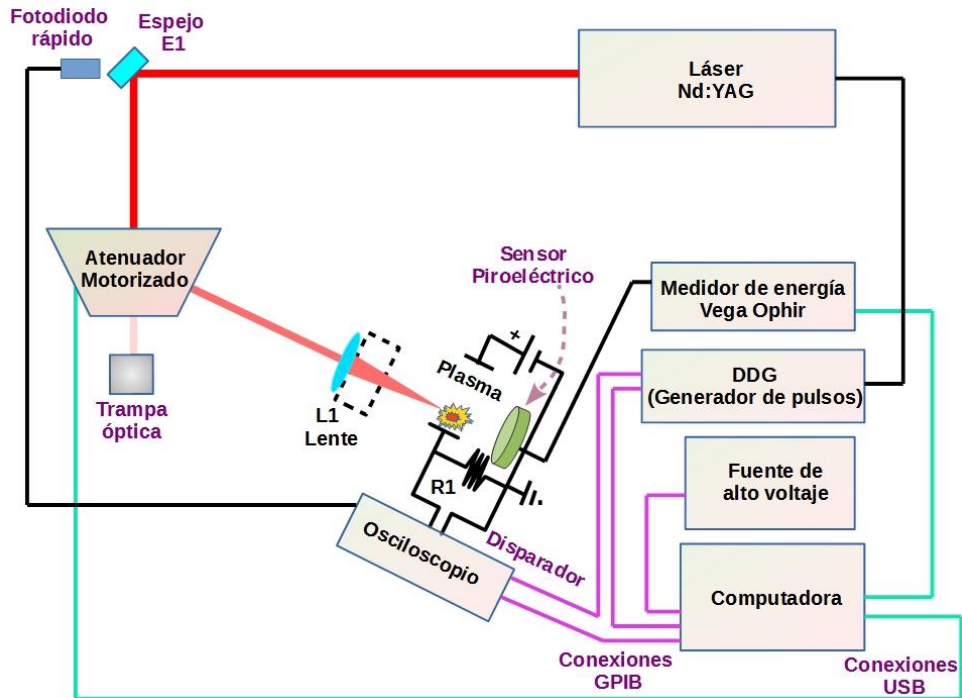 Fotodiodo
rápido
Espejo
E1
Láser
Nd:YAG
Atenuador
Motorizado
Sensor
Piroeléctrico
Medidor de energía
Vega Ophir
+
Plasma
DDG
(Generador de pulsos)
Trampa
óptica
L1
Lente
R1
Fuente de
alto voltaje
Osciloscopio
Disparador
Computadora
Conexiones
GPIB
Conexiones
USB